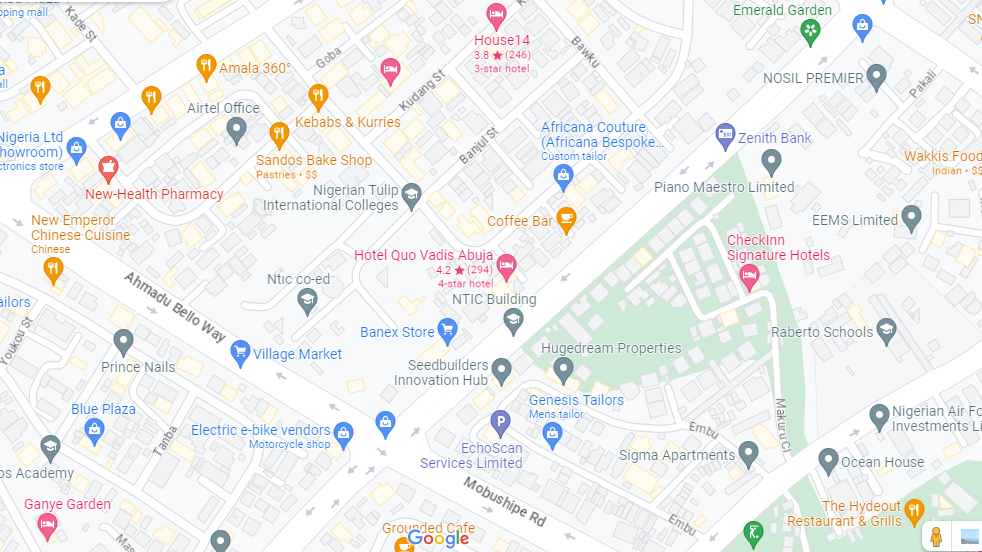 pping mall
Kade St
Goba
House14
3.8 ★ (246)
3-star hotel
Bawku
Emerald Garden
Amala 360°
Kudang St
NOSIL PREMIER
Pakali
Airtel Office
Kebabs & Kurries
Nigeria Ltd
howroom)
ctronics store
Sandos Bake Shop
Pastries • $$
Banjul St
Africana Couture
(Africana Bespoke...
Custom tailor
Zenith Bank
Wakkis Food
Indian • $$
New-Health Pharmacy
Nigerian Tulip
International Colleges
Piano Maestro Limited
New Emperor
Chinese Cuisine
Chinese
Coffee Bar
EEMS Limited
CheckInn
Signature Hotels
Hotel Quo Vadis Abuja
4.2 ★ (294)
4-star hotel
Ntic co-ed
Ahmadu Bello Way
NTIC Building
ailors
Youkou St
Banex Store
Raberto Schools
Village Market
Prince Nails
Hugedream Properties
Seedbuilders
Innovation Hub
Blue Plaza
Genesis Tailors
Mens tailor
Makuru Cl
Nigerian Air Fo
Investments Li
Electric e-bike vendors
Motorcycle shop
Tanba
Embu
EchoScan
Services Limited
Sigma Apartments
Ocean House
os Academy
Ganye Garden
Mobushipe Rd
Embu
The Hydeout
Restaurant & Grills
Grounded Cafe
Google